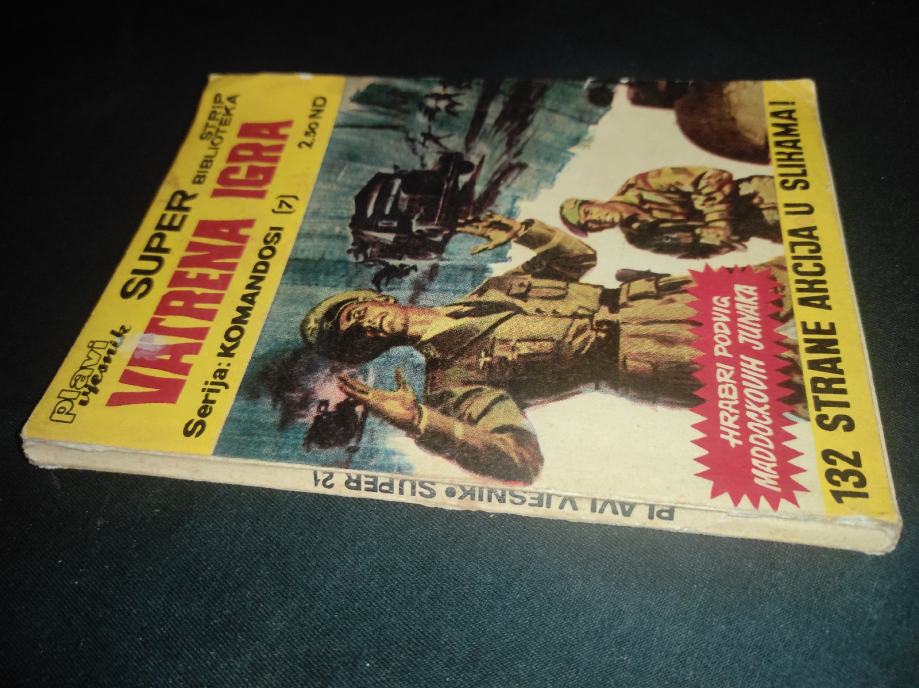 plavi
vjesnik
SUPER
STRIP
BIBLIOTEKA
VATRENA IGRA
Serija: KOMANDOSI (7)
2.50 ND
HRABRI PODVIG
MADDOCKOVIH JUNAKA
132 STRANE AKCIJA U SLIKAMA!
PLAVI VJESNIK • SUPER 21